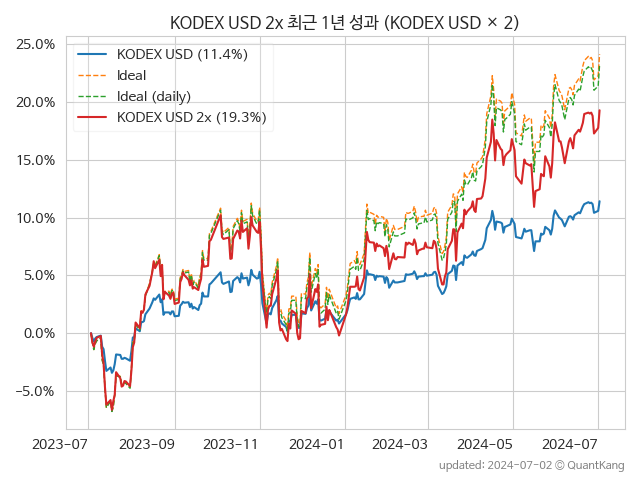 KODEX USD 2x 최근 1년 성과 (KODEX USD × 2)
25.0%
20.0%
15.0%
10.0%
5.0%
0.0%
−5.0%
KODEX USD (11.4%)
Ideal
Ideal (daily)
KODEX USD 2x (19.3%)
2023-07
2023-09
2023-11
2024-01
2024-03
2024-05
2024-07
updated: 2024-07-02 © QuantKang